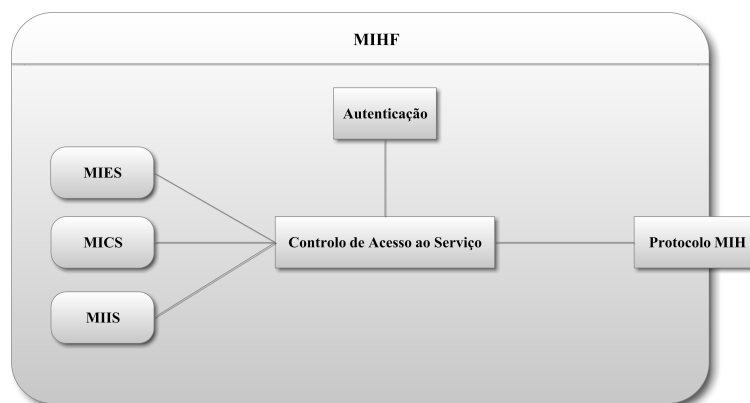 MIHF
Autenticação
MIES
MICS
Controlo de Acesso ao Serviço
Protocolo MIH
MIIS